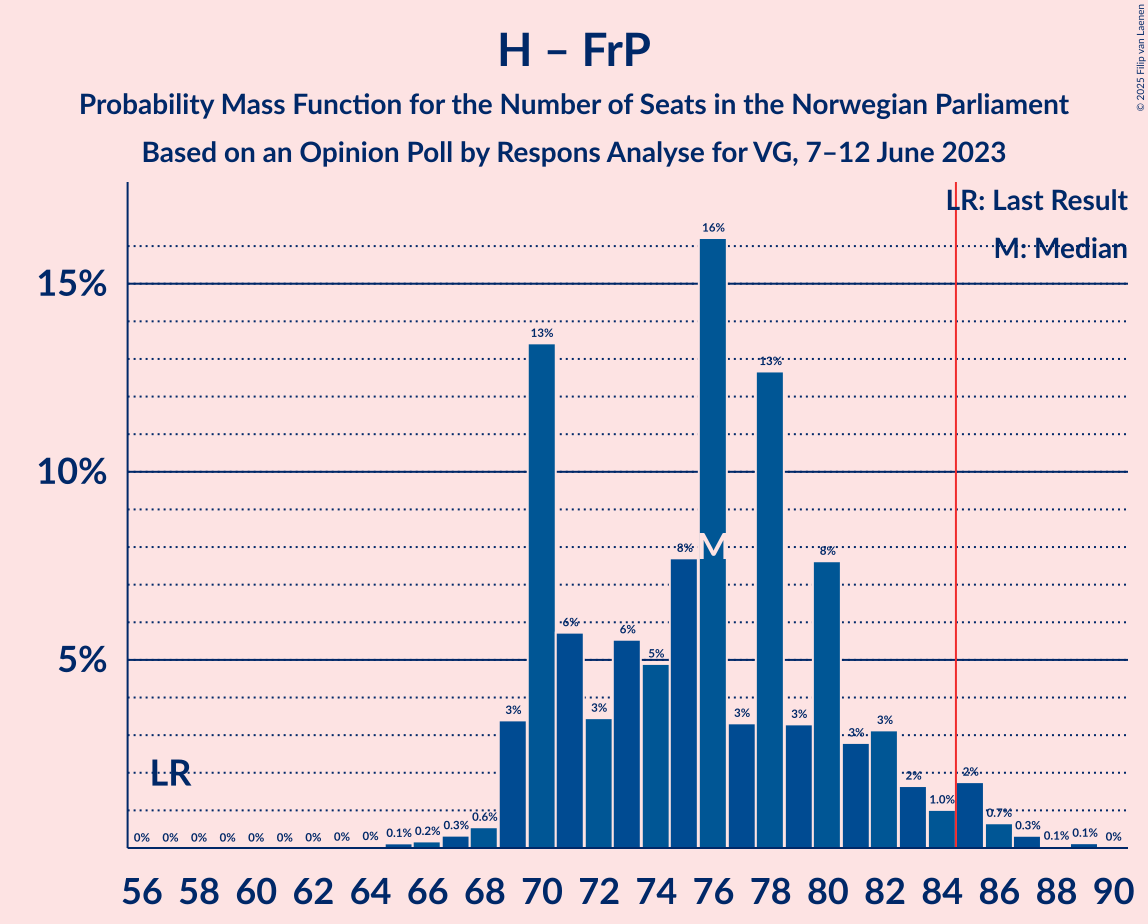 H – FrP
Probability Mass Function for the Number of Seats in the Norwegian Parliament
Based on an Opinion Poll by Respons Analyse for VG, 7–12 June 2023
© 2025 Filip van Laenen
LR: Last Result
M: Median
15%
10%
5%
LR
M
0% 0% 0% 0% 0% 0% 0% 0% 0% 0.1% 0.2% 0.3% 0.6% 3% 13% 6% 3% 6% 5% 8% 16% 3% 13% 3% 8% 3% 3% 2% 1.0% 2% 0.7% 0.3% 0.1% 0.1% 0%
56 58 60 62 64 66 68 70 72 74 76 78 80 82 84 86 88 90